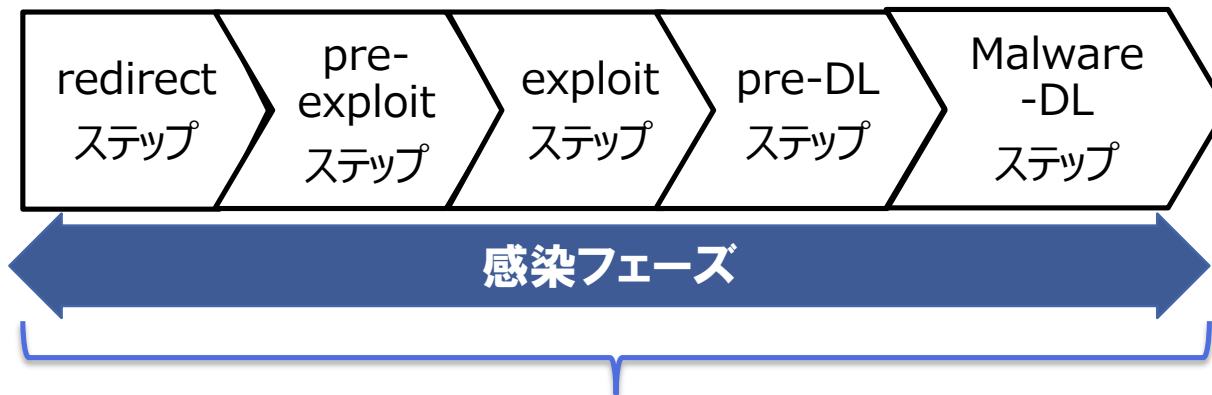 redirect
ステップ
pre-
exploit
ステップ
exploit
ステップ
pre-DL
ステップ
Malware
-DL
ステップ
感染フェーズ